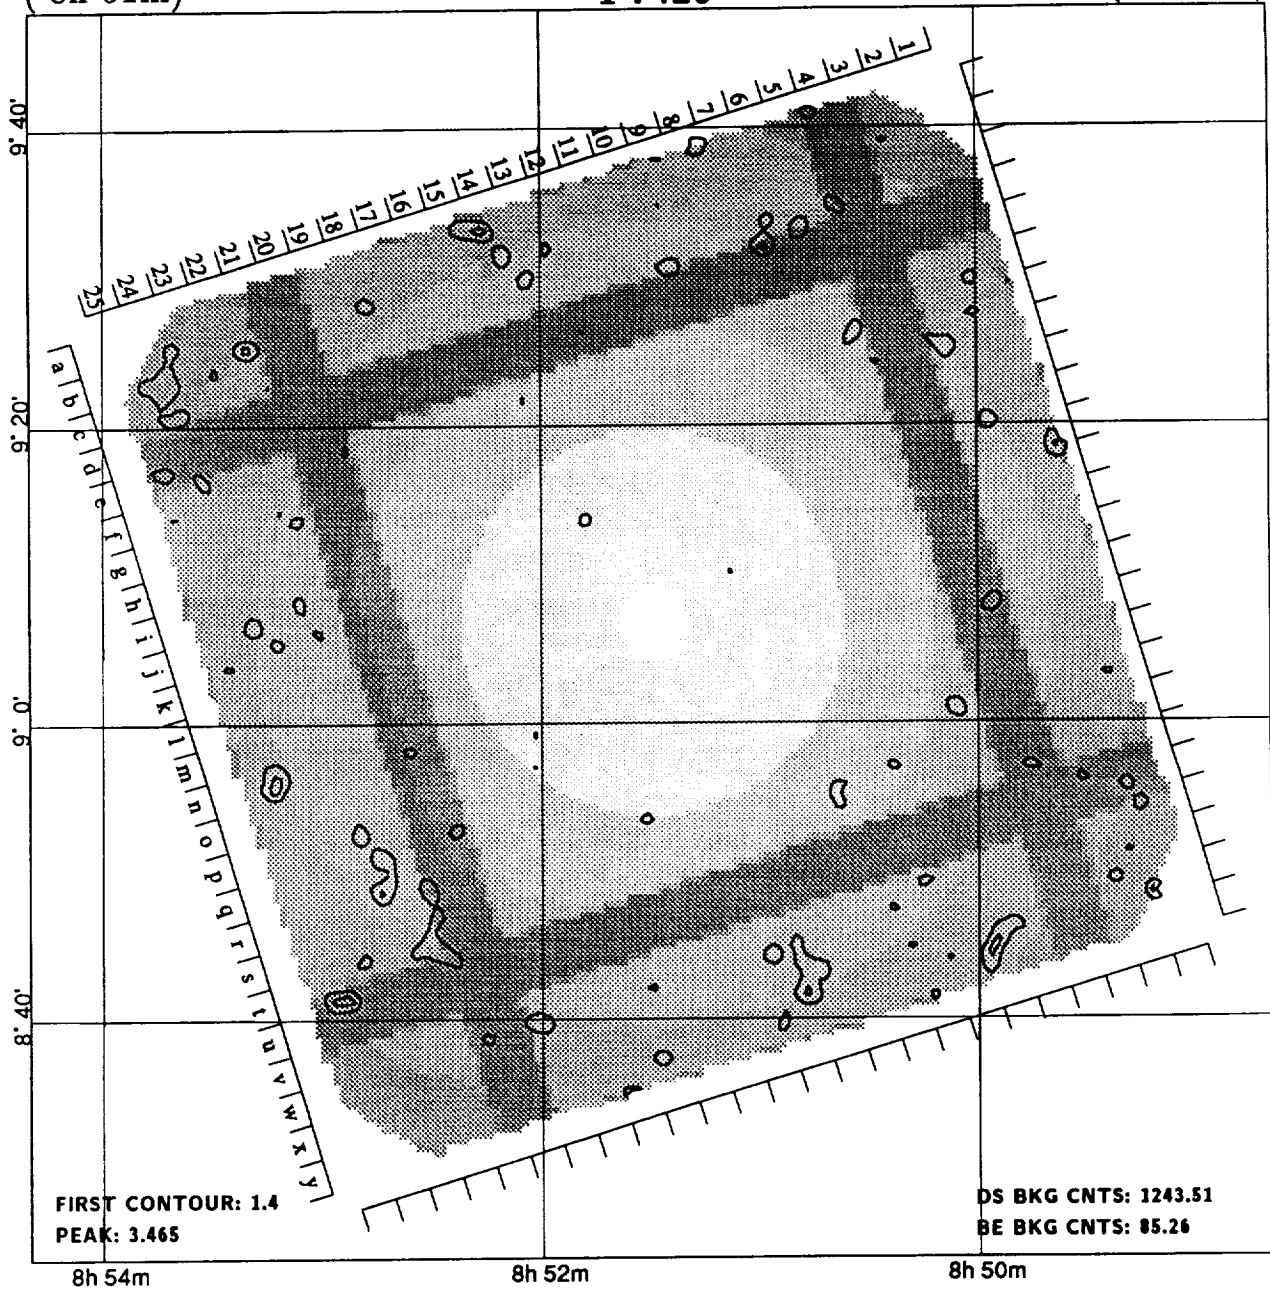 1
2
3
4
5
6
7
8
9
10
11
12
13
14
15
16
17
18
19
20
21
22
23
24
25
a
b
c
d
e
f
g
h
i
j
k
l
m
n
o
p
q
r
s
t
u
v
w
x
y
9° 40'
9° 20'
9° 0'
8° 40'
FIRST CONTOUR: 1.4
PEAK: 3.465
DS BKG CNTS: 1243.51
BE BKG CNTS: 85.26
8h 54m
8h 52m
8h 50m